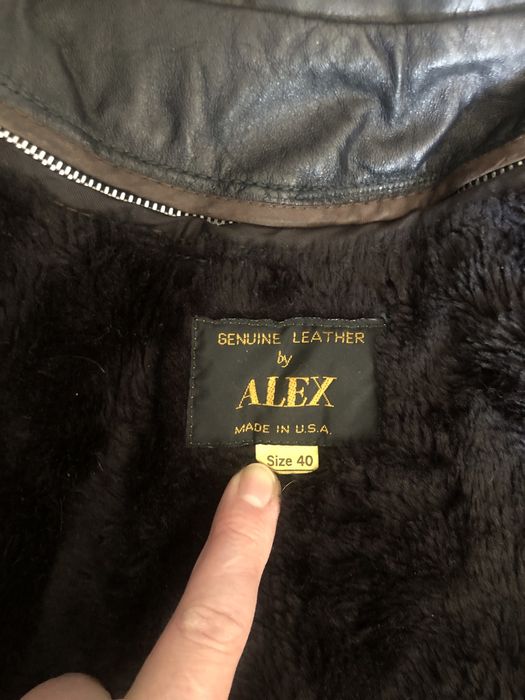 GENUINE LEATHER
by
ALEX
MADE IN U.S.A.
Size 40